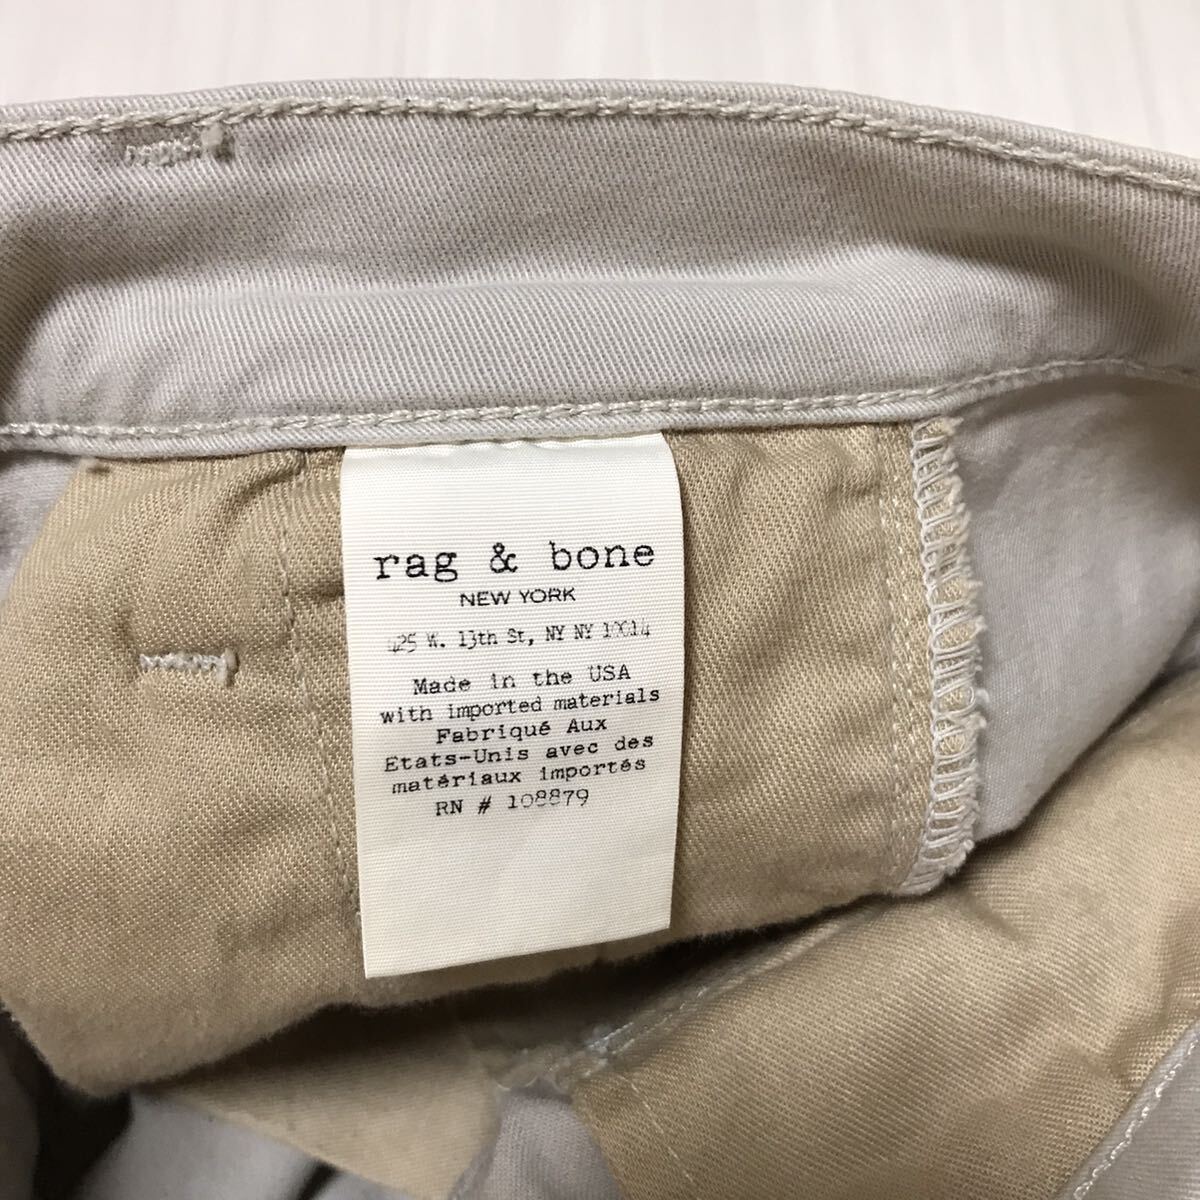 rag & bone
NEW YORK
425 W. 13th St, NY NY 10014
Made in the USA
with imported materials
Fabriqué Aux
Etats-Unis avec des
matériaux importés
RN # 108879